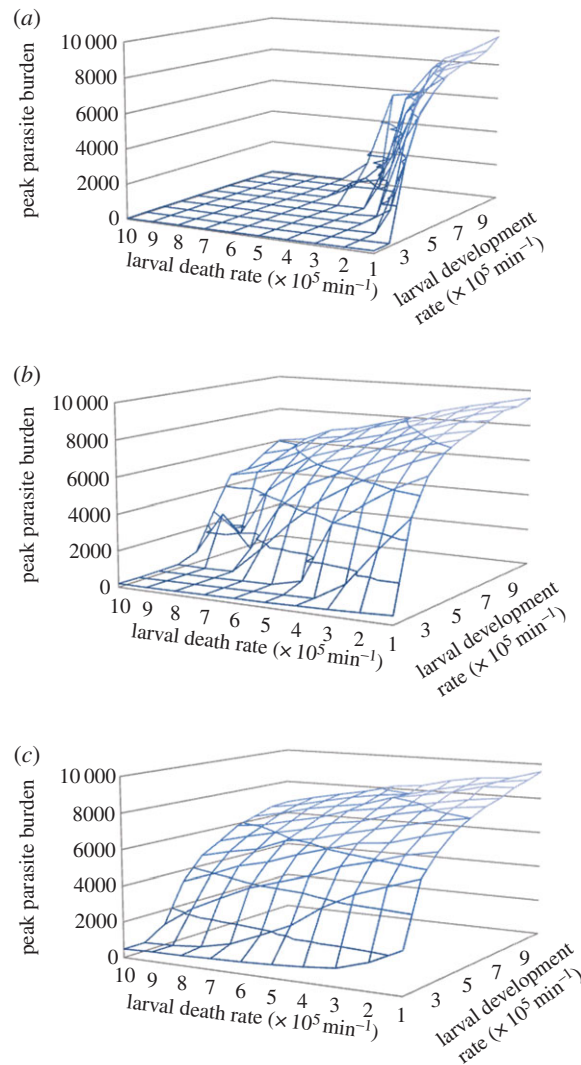 (a)
10 000
8000
6000
4000
2000
0
peak parasite burden
10 9 8 7 6 5 4 3 2 1
larval death rate (× 10⁵ min⁻¹)
3 5 7 9
larval development
rate (× 10⁵ min⁻¹)
(b)
10 000
8000
6000
4000
2000
0
peak parasite burden
10 9 8 7 6 5 4 3 2 1
larval death rate (× 10⁵ min⁻¹)
3 5 7 9
larval development
rate (× 10⁵ min⁻¹)
(c)
10 000
8000
6000
4000
2000
0
peak parasite burden
10 9 8 7 6 5 4 3 2 1
larval death rate (× 10⁵ min⁻¹)
3 5 7 9
larval development
rate (× 10⁵ min⁻¹)